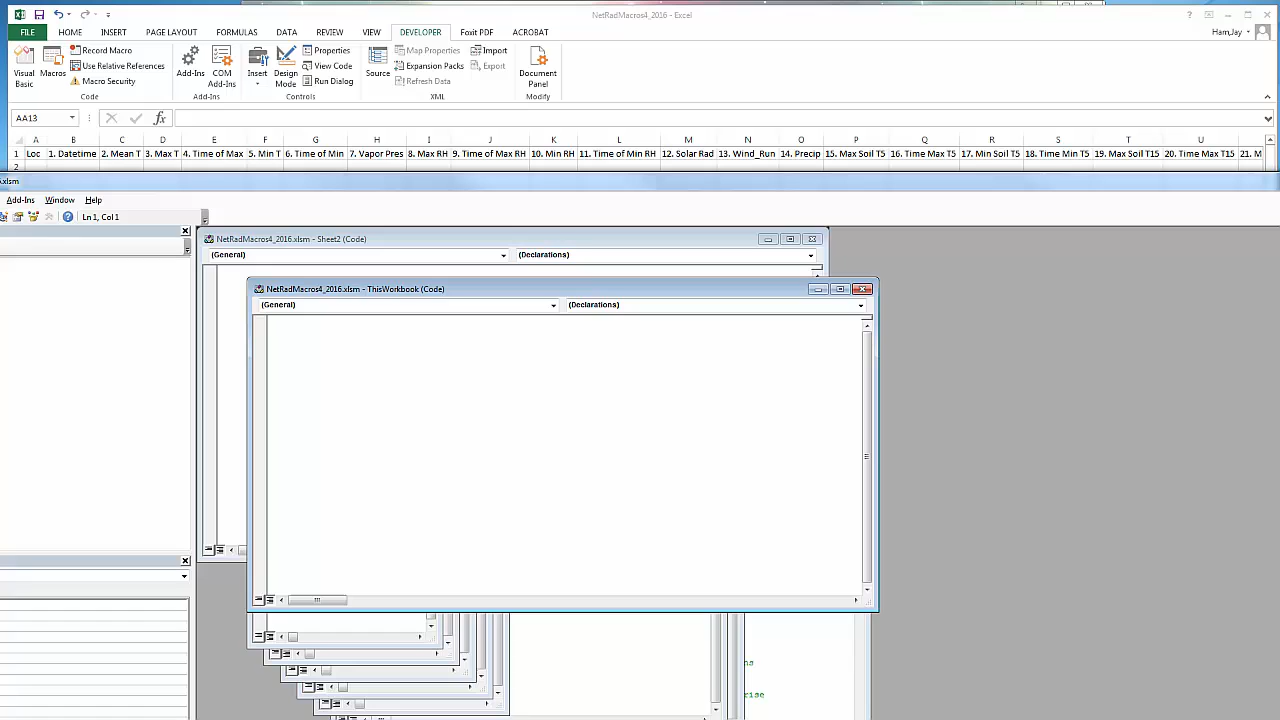 NetRadMacros4_2016 - Excel
FILE HOME INSERT PAGE LAYOUT FORMULAS DATA REVIEW VIEW DEVELOPER Foxit PDF ACROBAT Ham,Jay
Record Macro
Use Relative References
Macro Security
Visual Basic
Macros
Code
Add-Ins
COM Add-Ins
Add-Ins
Insert
Design Mode
Properties
View Code
Run Dialog
Controls
Source
Map Properties
Expansion Packs
Refresh Data
Import
Export
XML
Document Panel
Modify
AA13
fx
A B C D E F G H I J K L M N O P Q R S T U
1 Loc 1. Datetime 2. Mean T 3. Max T 4. Time of Max 5. Min T 6. Time of Min 7. Vapor Pres 8. Max RH 9. Time of Max RH 10. Min RH 11. Time of Min RH 12. Solar Rad 13. Wind_Run 14. Precip 15. Max Soil T5 16. Time Max T5 17. Min Soil T5 18. Time Min T5 19. Max Soil T15 20. Time Max T15 21. M
2
.xlsm
Add-Ins Window Help
Ln 1, Col 1
NetRadMacros4_2016.xlsm - Sheet2 (Code)
(General) (Declarations)
NetRadMacros4_2016.xlsm - ThisWorkbook (Code)
(General) (Declarations)
ns
rise